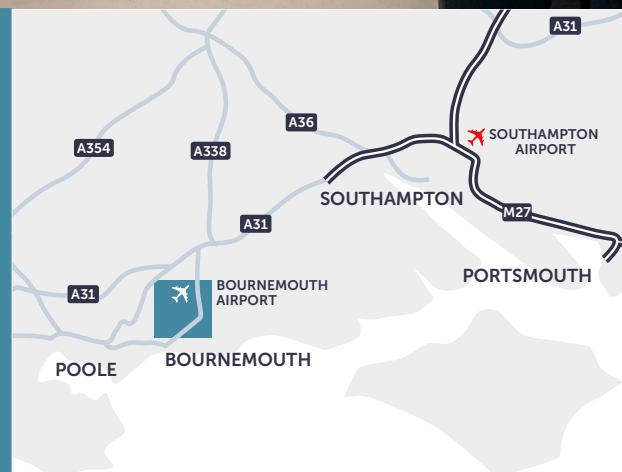 A31
A36
SOUTHAMPTON
AIRPORT
A354
A338
SOUTHAMPTON
M27
A31
PORTSMOUTH
BOURNEMOUTH
AIRPORT
A31
BOURNEMOUTH
POOLE